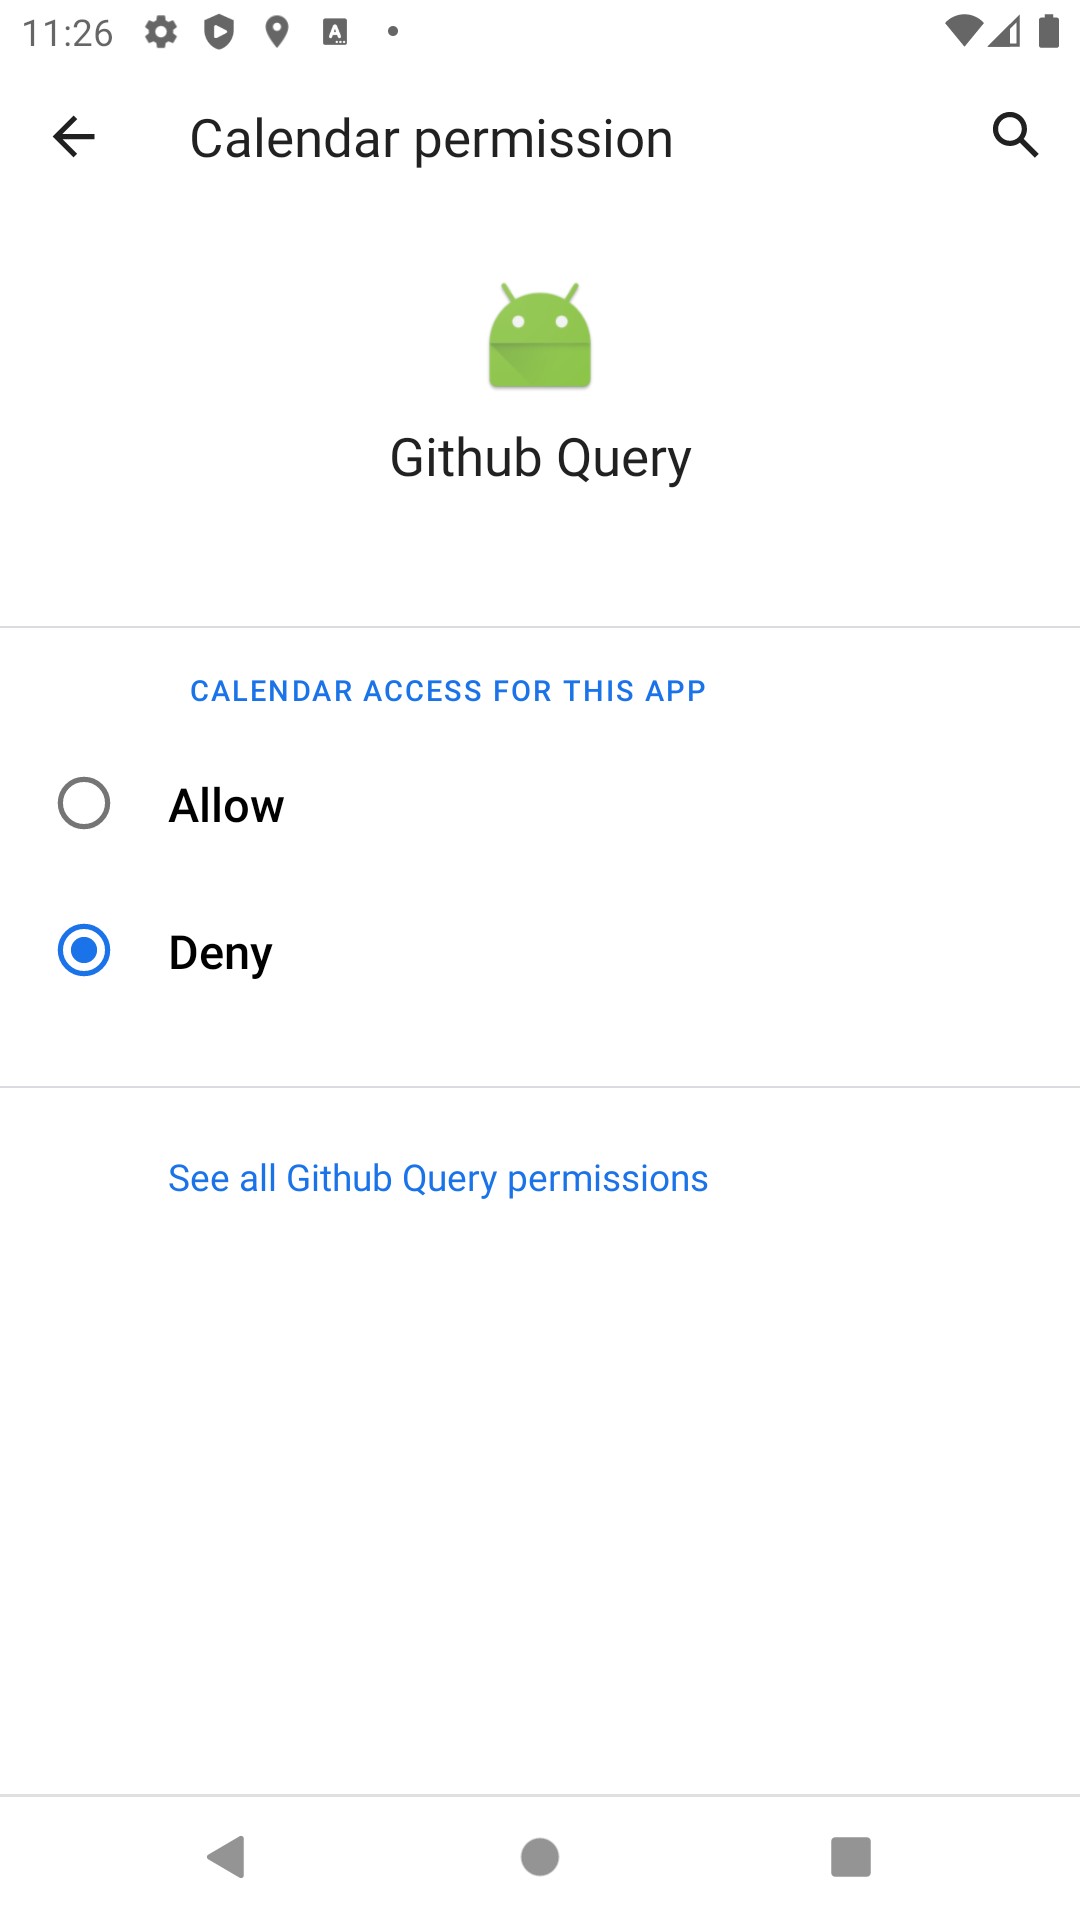 11:26
Calendar permission
Github Query
CALENDAR ACCESS FOR THIS APP
Allow
Deny
See all Github Query permissions